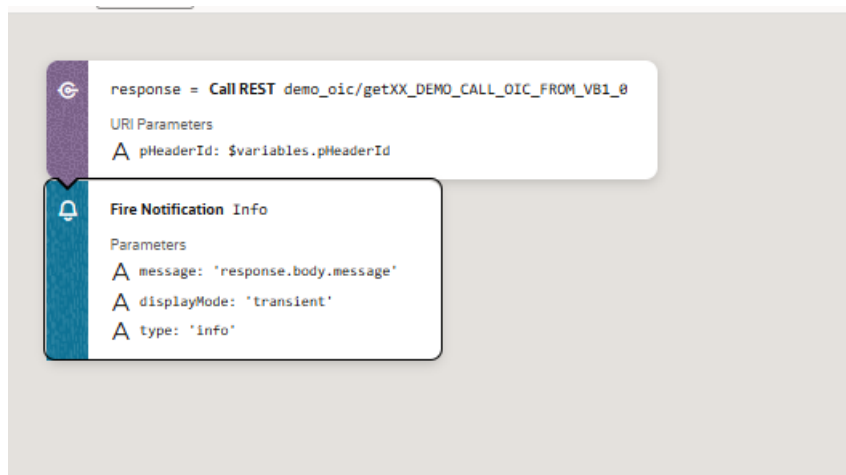 response = Call REST demo_oic/getXX_DEMO_CALL_OIC_FROM_VB1_0
URI Parameters
A pHeaderId: $variables.pHeaderId
Fire Notification Info
Parameters
A message: 'response.body.message'
A displayMode: 'transient'
A type: 'info'